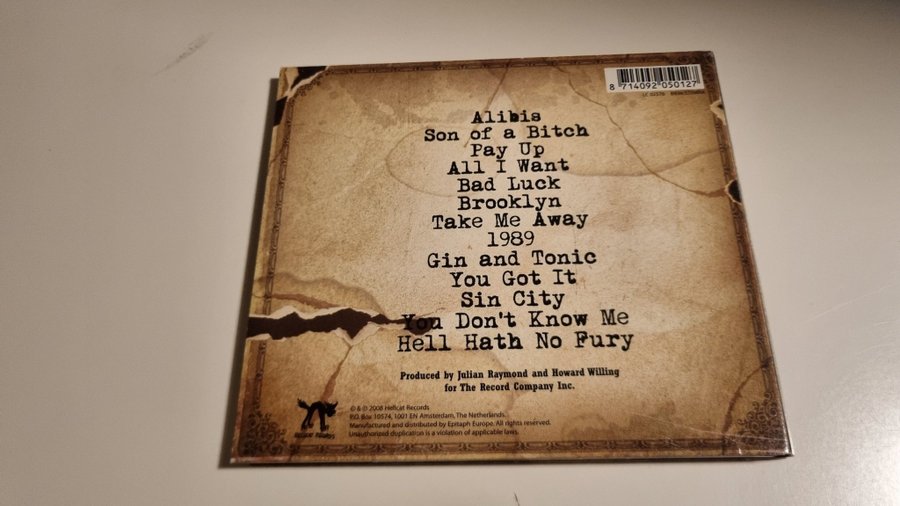 8 714092 050127
Alibis
Son of a Bitch
Pay Up
All I Want
Bad Luck
Brooklyn
Take Me Away
1989
Gin and Tonic
You Got It
Sin City
You Don't Know Me
Hell Hath No Fury
Produced by Julian Raymond and Howard Willing
for The Record Company Inc.
© & ℗ 2008 Hellcat Records
P.O. Box 10574, 1001 EN Amsterdam, The Netherlands.
Manufactured and distributed by Epitaph Europe. All rights reserved.
Unauthorized duplication is a violation of applicable laws.